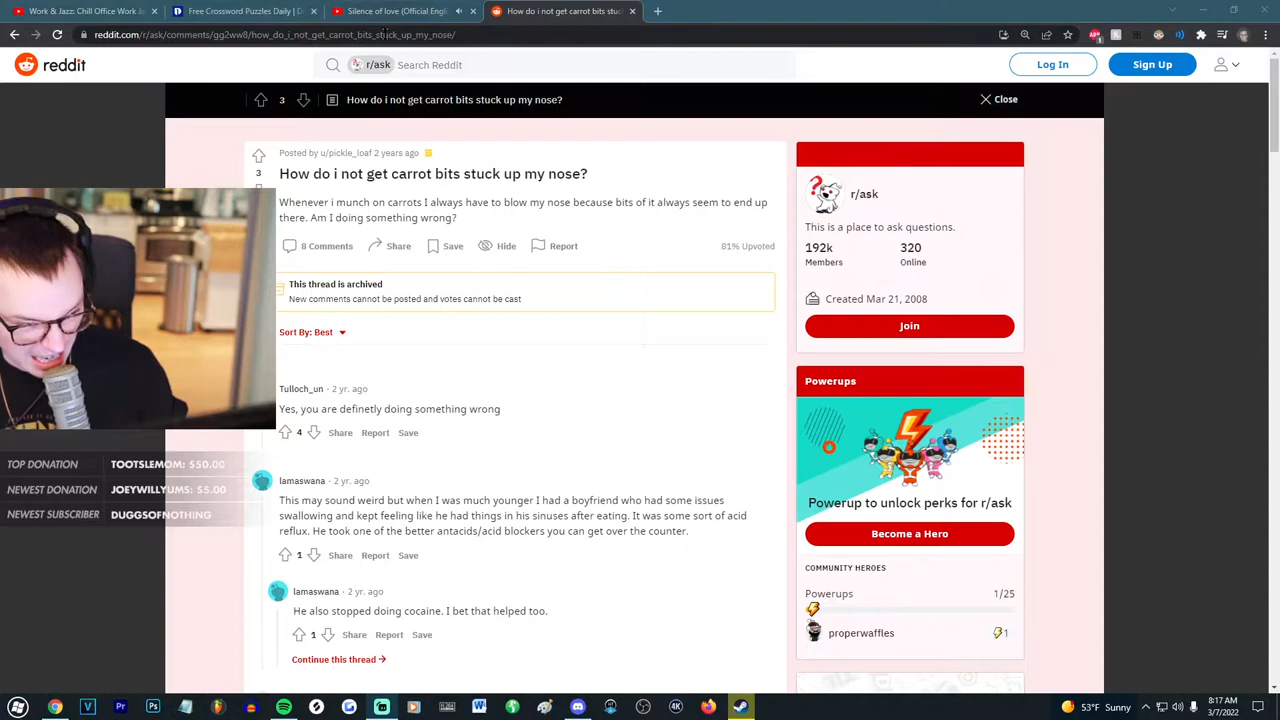 Work & Jazz: Chill Office Work M
Free Crossword Puzzles Daily | D
Silence of love (Official Engl
How do i not get carrot bits stuc
reddit.com/r/ask/comments/gg2ww8/how_do_i_not_get_carrot_bits_stuck_up_my_nose/
reddit
r/ask
Search Reddit
Log In
Sign Up
3
How do i not get carrot bits stuck up my nose?
Close
Posted by u/pickle_loaf 2 years ago
3
How do i not get carrot bits stuck up my nose?
Whenever i munch on carrots I always have to blow my nose because bits of it always seem to end up
there. Am I doing something wrong?
8 Comments
Share
Save
Hide
Report
81% Upvoted
This thread is archived
New comments cannot be posted and votes cannot be cast
Sort By: Best
Tulloch_un · 2 yr. ago
Yes, you are definetly doing something wrong
4
Share
Report
Save
lamaswana · 2 yr. ago
This may sound weird but when I was much younger I had a boyfriend who had some issues
swallowing and kept feeling like he had things in his sinuses after eating. It was some sort of acid
reflux. He took one of the better antacids/acid blockers you can get over the counter.
1
Share
Report
Save
lamaswana · 2 yr. ago
He also stopped doing cocaine. I bet that helped too.
1
Share
Report
Save
Continue this thread
r/ask
This is a place to ask questions.
192k
320
Members
Online
Created Mar 21, 2008
Join
Powerups
Powerup to unlock perks for r/ask
Become a Hero
COMMUNITY HEROES
Powerups
1/25
properwaffles
1
TOP DONATION
TOOTSLEMOM: $50.00
NEWEST DONATION
JOEYWILLYUMS: $5.00
NEWEST SUBSCRIBER
DUGGSOFNOTHING
53°F Sunny
8:17 AM
3/7/2022